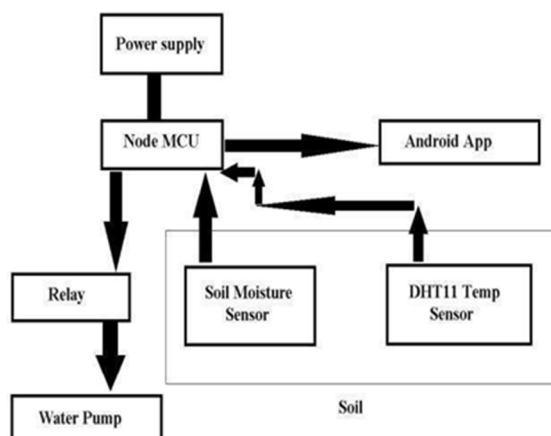 Power supply
Node MCU
Android App
Relay
Soil Moisture
Sensor
DHT11 Temp
Sensor
Water Pump
Soil